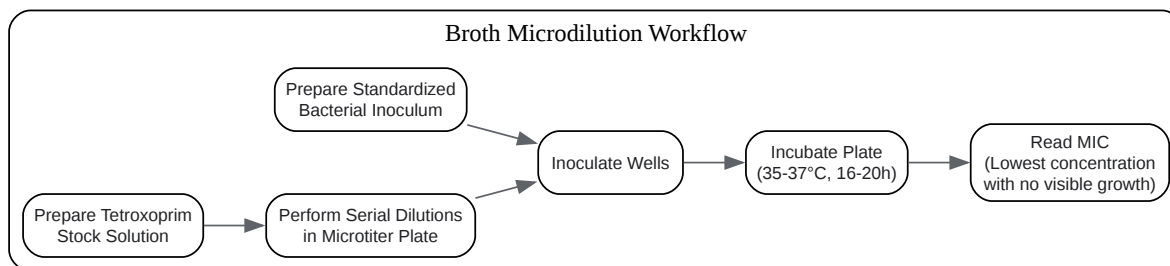 Broth Microdilution Workflow
Prepare Standardized
Bacterial Inoculum
Prepare Tetroxoprim
Stock Solution
Perform Serial Dilutions
in Microtiter Plate
Inoculate Wells
Incubate Plate
(35-37°C, 16-20h)
Read MIC
(Lowest concentration
with no visible growth)